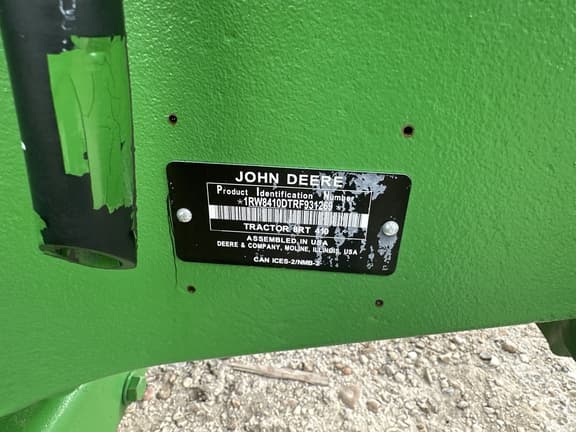 JOHN DEERE
Product Identification Number
*1RW8410DTRF931269*
TRACTOR 8RT 410
ASSEMBLED IN USA
DEERE & COMPANY, MOLINE, ILLINOIS, USA
CAN ICES-2/NMB-2